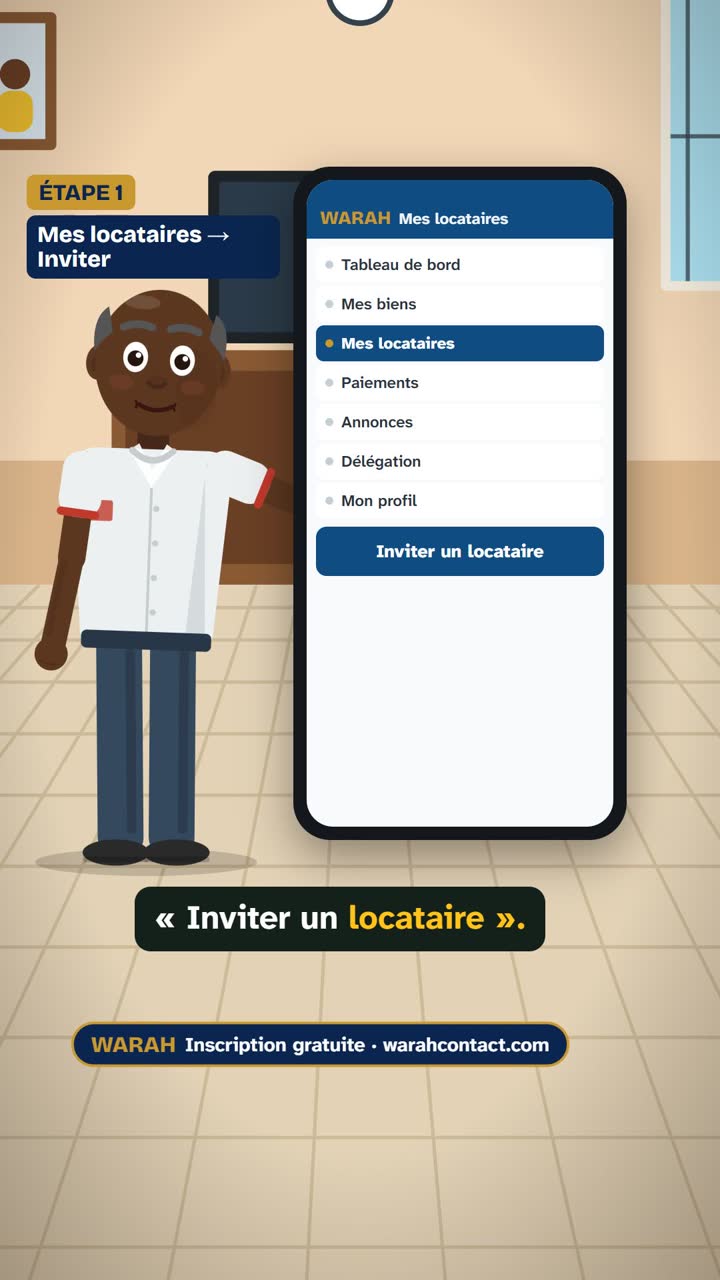 ÉTAPE 1
Mes locataires →
Inviter
WARAH Mes locataires
Tableau de bord
Mes biens
Mes locataires
Paiements
Annonces
Délégation
Mon profil
Inviter un locataire
« Inviter un locataire ».
WARAH Inscription gratuite · warahcontact.com